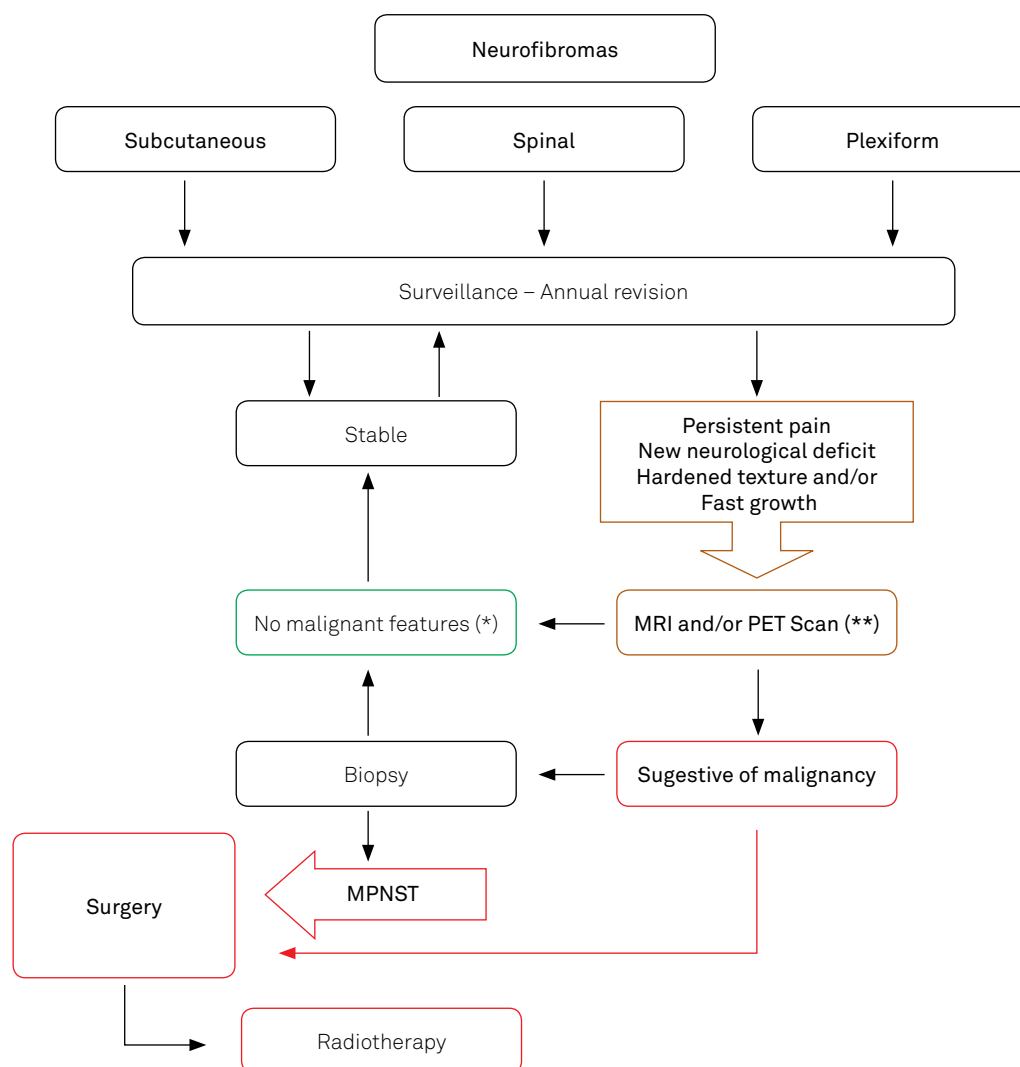 Neurofibromas
Subcutaneous
Spinal
Plexiform
Surveillance – Annual revision
Stable
Persistent pain
New neurological deficit
Hardened texture and/or
Fast growth
No malignant features (*)
MRI and/or PET Scan (**)
Biopsy
Sugestive of malignancy
Surgery
MPNST
Radiotherapy